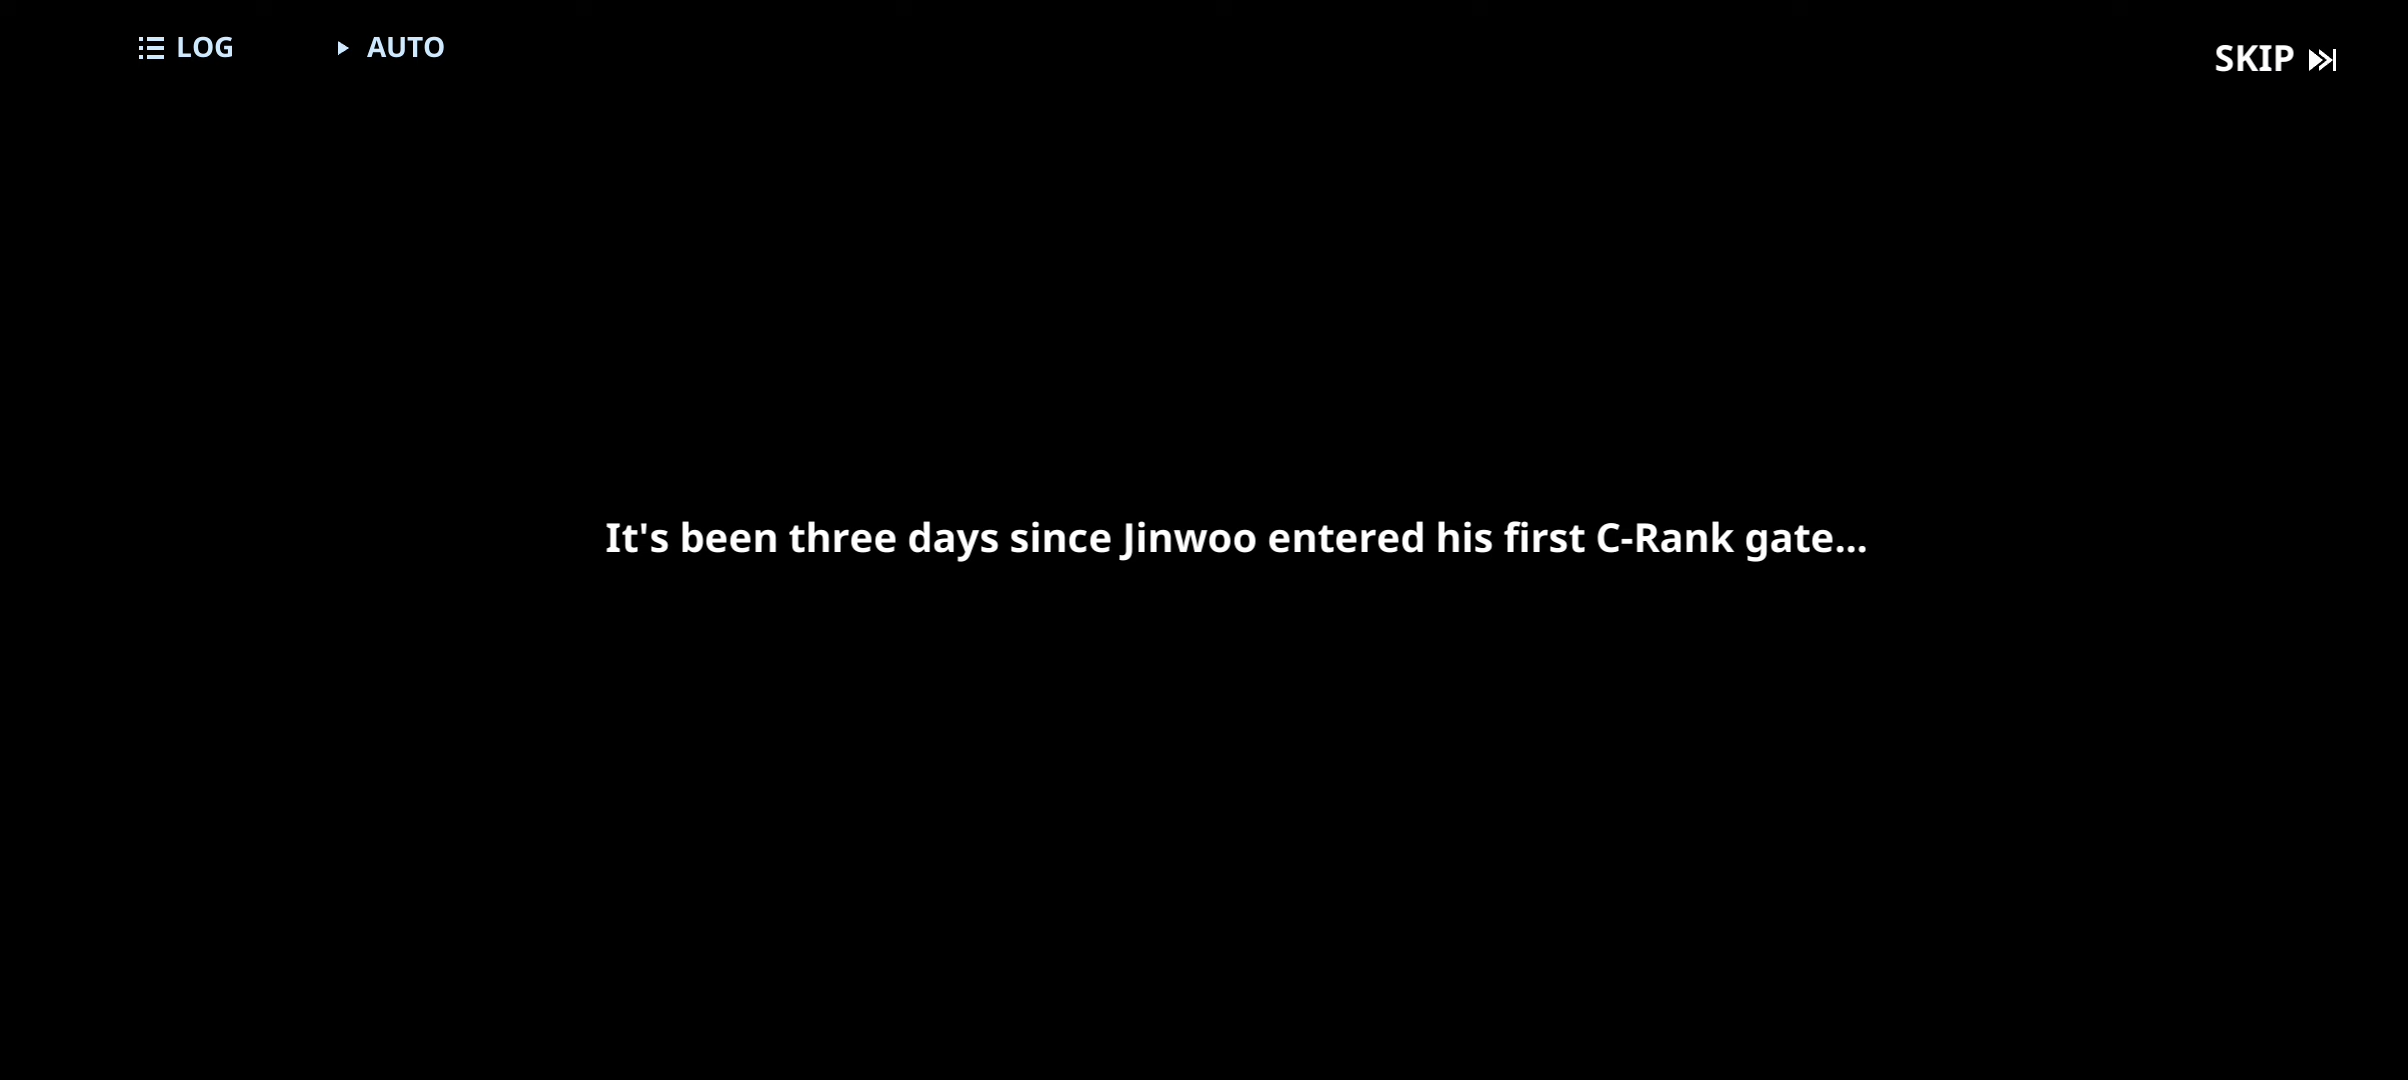 LOG
AUTO
SKIP
It's been three days since Jinwoo entered his first C-Rank gate...